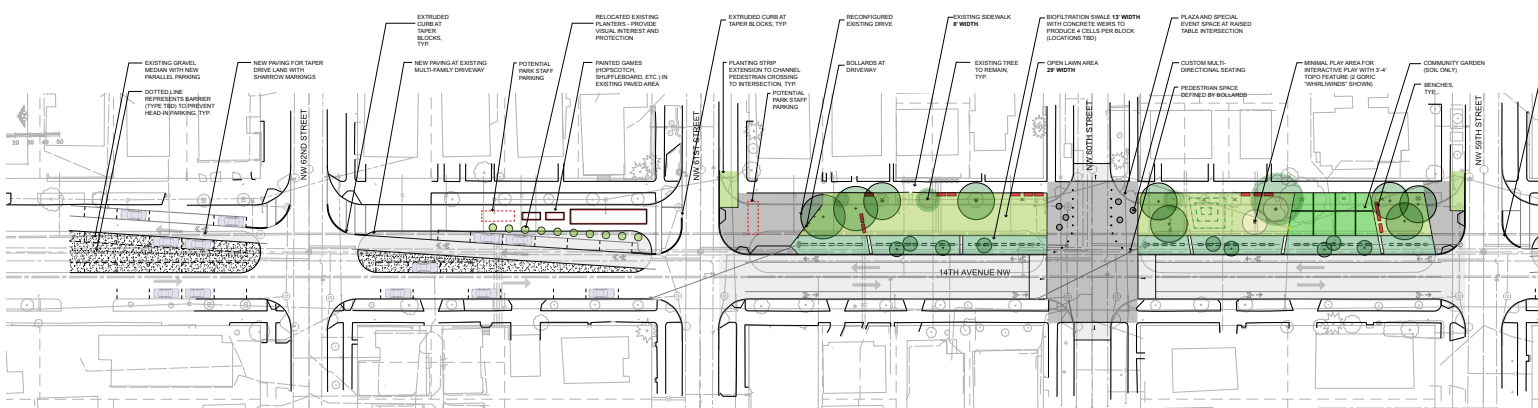 EXTRUDED
CURB AT
TAPER
BLOCKS,
TYP.
RELOCATED EXISTING
PLANTERS - PROVIDE
VISUAL INTEREST AND
PROTECTION
EXTRUDED CURB AT
TAPER BLOCKS, TYP.
RECONFIGURED
EXISTING DRIVE
EXISTING SIDEWALK
8' WIDTH.
BIOFILTRATION SWALE 13' WIDTH
WITH CONCRETE WEIRS TO
PRODUCE 4 CELLS PER BLOCK
(LOCATIONS TBD)
PLAZA AND SPECIAL
EVENT SPACE AT RAISED
TABLE INTERSECTION
EXISTING GRAVEL
MEDIAN WITH NEW
PARALLEL PARKING
NEW PAVING FOR TAPER
DRIVE LANE WITH
SHARROW MARKINGS
NEW PAVING AT EXISTING
MULTI-FAMILY DRIVEWAY
POTENTIAL
PARK STAFF
PARKING
PAINTED GAMES
(HOPSCOTCH,
SHUFFLEBOARD, ETC.) IN
EXISTING PAVED AREA
PLANTING STRIP
EXTENSION TO CHANNEL
PEDESTRIAN CROSSING
TO INTERSECTION, TYP.
BOLLARDS AT
DRIVEWAY
EXISTING TREE
TO REMAIN,
TYP.
OPEN LAWN AREA
29' WIDTH
CUSTOM MULTI-
DIRECTIONAL SEATING
MINIMAL PLAY AREA FOR
INTERACTIVE PLAY WITH 3'-4'
TOPO FEATURE (2 GORIC
"WHIRLWINDS" SHOWN)
COMMUNITY GARDEN
(SOIL ONLY)
DOTTED LINE
REPRESENTS BARRIER
(TYPE TBD) TO PREVENT
HEAD-IN PARKING, TYP.
POTENTIAL
PARK STAFF
PARKING
PEDESTRIAN SPACE
DEFINED BY BOLLARDS
BENCHES,
TYP.
20 30 40 50
NW 62ND STREET
NW 61ST STREET
NW 60TH STREET
NW 59TH STREET
14TH AVENUE NW